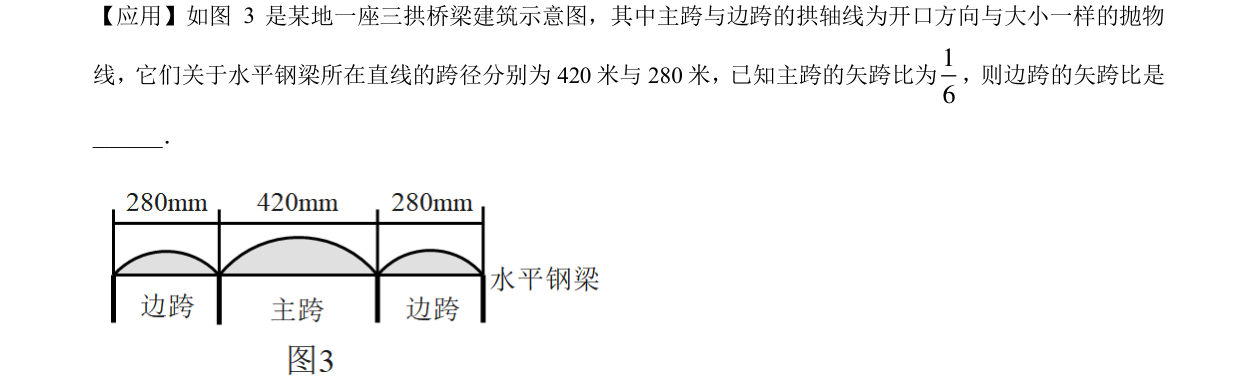 【应用】如图 3 是某地一座三拱桥梁建筑示意图，其中主跨与边跨的拱轴线为开口方向与大小一样的抛物
线，它们关于水平钢梁所在直线的跨径分别为 420 米与 280 米，已知主跨的矢跨比为1/6，则边跨的矢跨比是
______．
280mm 420mm 280mm
水平钢梁
边跨 主跨 边跨
图3